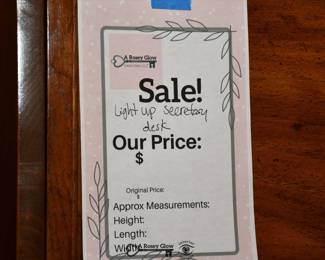 A Rosey Glow
Sale!
Light up secretary
desk
Our Price:
$
Original Price:
$
Approx Measurements:
Height:
Length:
Width:
A Rosey Glow